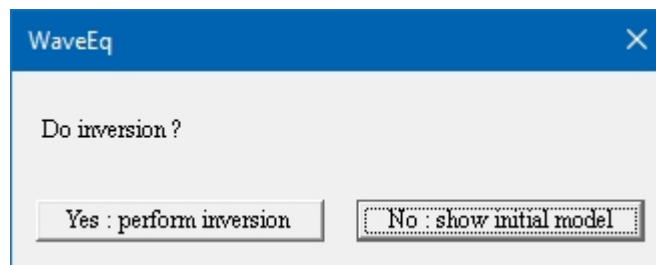 WaveEq
Do inversion ?
Yes : perform inversion
No : show initial model